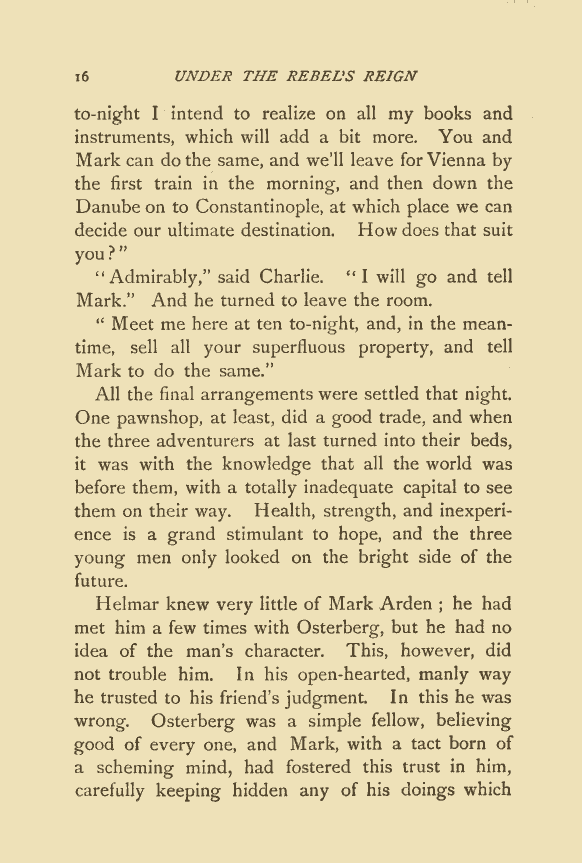 16 UNDER THE REBEL'S REIGN
to-night I intend to realize on all my books and
instruments, which will add a bit more. You and
Mark can do the same, and we'll leave for Vienna by
the first train in the morning, and then down the
Danube on to Constantinople, at which place we can
decide our ultimate destination. How does that suit
you?"
"Admirably," said Charlie. "I will go and tell
Mark." And he turned to leave the room.
"Meet me here at ten to-night, and, in the mean-
time, sell all your superfluous property, and tell
Mark to do the same."
All the final arrangements were settled that night.
One pawnshop, at least, did a good trade, and when
the three adventurers at last turned into their beds,
it was with the knowledge that all the world was
before them, with a totally inadequate capital to see
them on their way. Health, strength, and inexperi-
ence is a grand stimulant to hope, and the three
young men only looked on the bright side of the
future.
Helmar knew very little of Mark Arden; he had
met him a few times with Osterberg, but he had no
idea of the man's character. This, however, did
not trouble him. In his open-hearted, manly way
he trusted to his friend's judgment. In this he was
wrong. Osterberg was a simple fellow, believing
good of every one, and Mark, with a tact born of
a scheming mind, had fostered this trust in him,
carefully keeping hidden any of his doings which